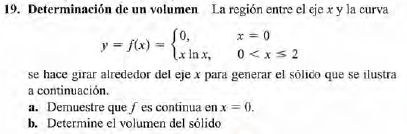 19. Determinación de un volumen La región entre el eje x y la curva
y = f(x) = { 0, x = 0
x ln x, 0 < x ≤ 2
se hace girar alrededor del eje x para generar el sólido que se ilustra
a continuación.
a. Demuestre que f es continua en x = 0.
b. Determine el volumen del sólido